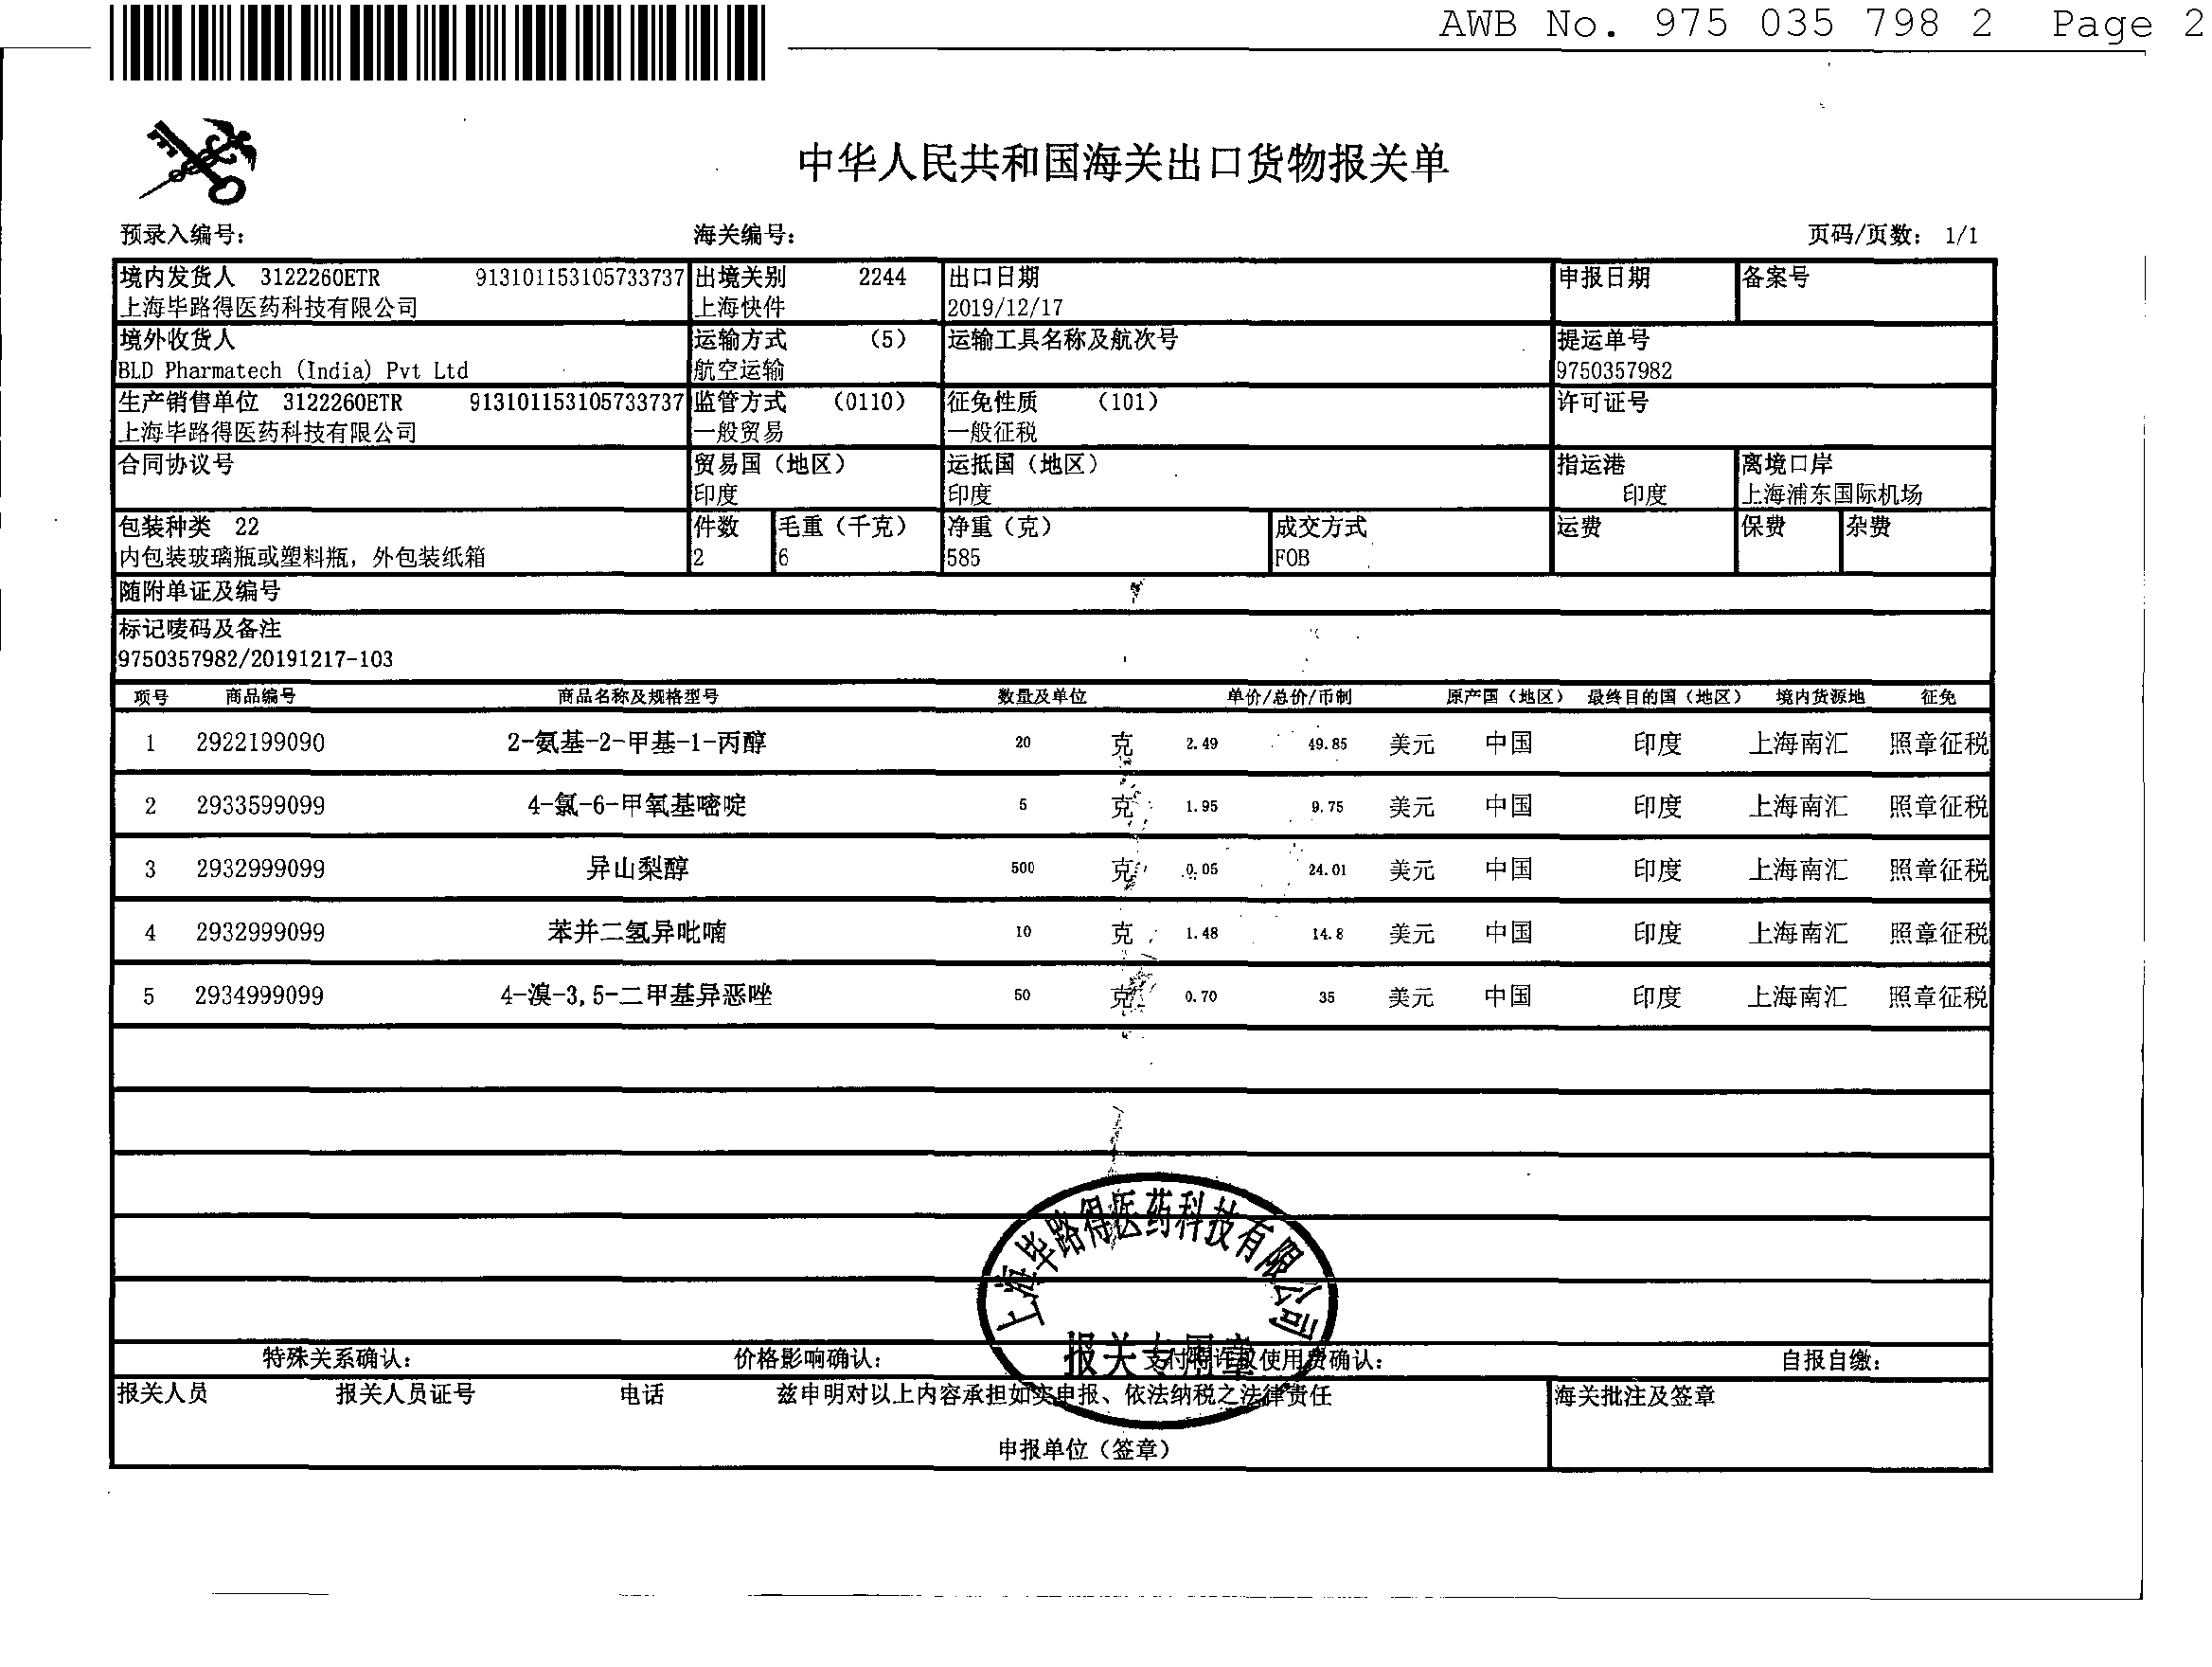 AWB No. 975 035 798 2 Page 2
中华人民共和国海关出口货物报关单
预录入编号: 海关编号: 页码/页数: 1/1
境内发货人 3122260ETR 913101153105733737 出境关别 2244 出口日期 申报日期 备案号
上海毕路得医药科技有限公司 上海快件 2019/12/17
境外收货人 运输方式 (5) 运输工具名称及航次号 提运单号
BLD Pharmatech (India) Pvt Ltd 航空运输 9750357982
生产销售单位 3122260ETR 913101153105733737 监管方式 (0110) 征免性质 (101) 许可证号
上海毕路得医药科技有限公司 一般贸易 一般征税
合同协议号 贸易国（地区） 运抵国（地区） 指运港 离境口岸
印度 印度 印度 上海浦东国际机场
包装种类 22 件数 毛重（千克） 净重（克） 成交方式 运费 保费 杂费
内包装玻璃瓶或塑料瓶，外包装纸箱 2 6 585 FOB
随附单证及编号
标记唛码及备注
9750357982/20191217-103
项号 商品编号 商品名称及规格型号 数量及单位 单价/总价/币制 原产国（地区） 最终目的国（地区） 境内货源地 征免
1 2922199090 2-氨基-2-甲基-1-丙醇 20 克 2.49 49.85 美元 中国 印度 上海南汇 照章征税
2 2933599099 4-氯-6-甲氧基嘧啶 5 克 1.95 9.75 美元 中国 印度 上海南汇 照章征税
3 2932999099 异山梨醇 500 克 0.05 24.01 美元 中国 印度 上海南汇 照章征税
4 2932999099 苯并二氢异吡喃 10 克 1.48 14.8 美元 中国 印度 上海南汇 照章征税
5 2934999099 4-溴-3,5-二甲基异恶唑 50 克 0.70 35 美元 中国 印度 上海南汇 照章征税
上海毕路得医药科技有限公司
报关专用章
特殊关系确认: 价格影响确认: 支付特许权使用费确认: 自报自缴:
报关人员 报关人员证号 电话 兹申明对以上内容承担如实申报、依法纳税之法律责任 海关批注及签章
申报单位（签章）